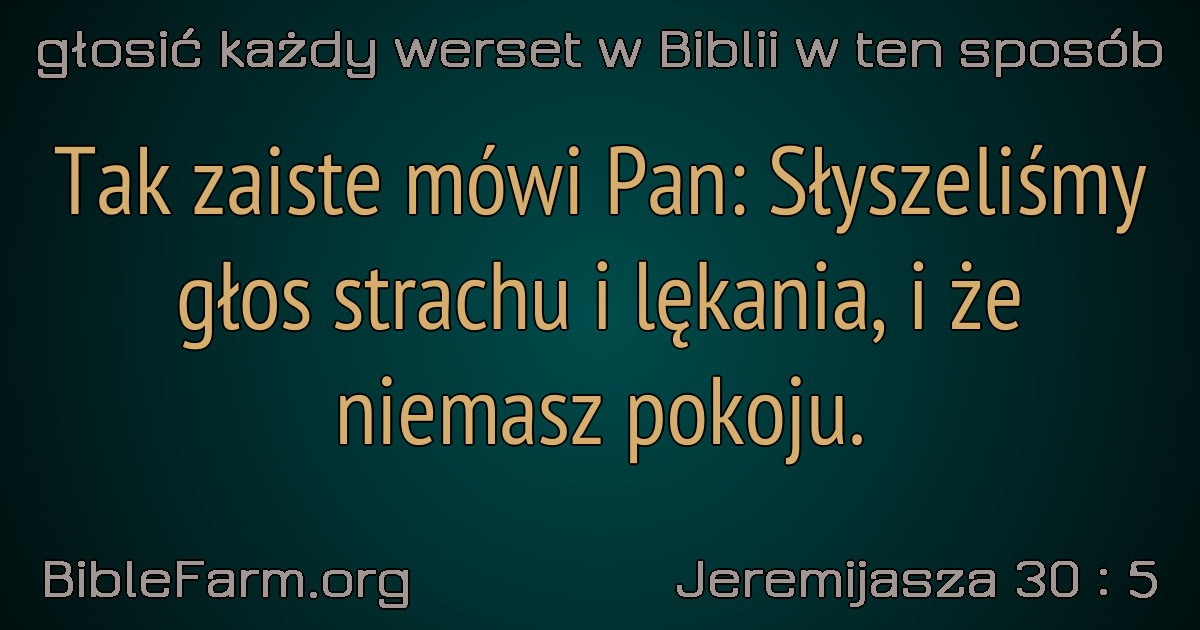 głosić każdy werset w Biblii w ten sposób
Tak zaiste mówi Pan: Słyszeliśmy
głos strachu i lękania, i że
niemasz pokoju.
BibleFarm.org
Jeremijasza 30 : 5